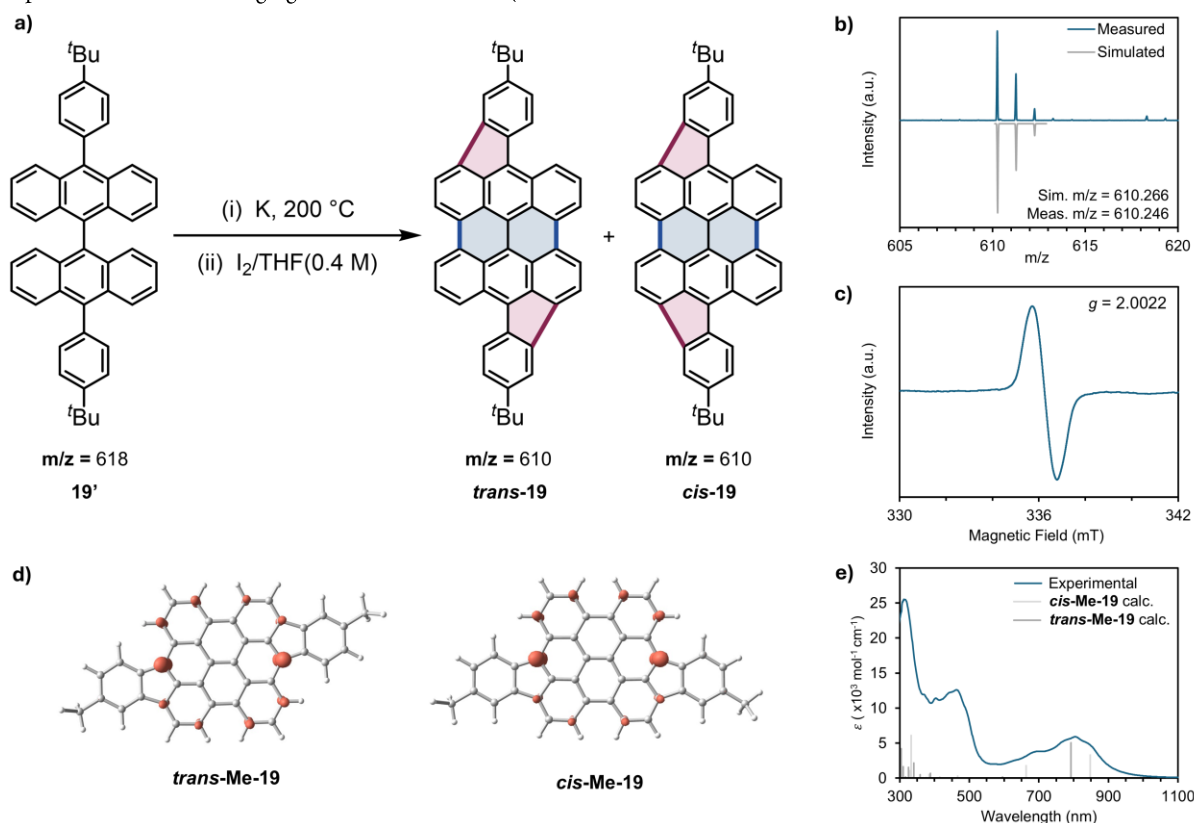 a)
tBu
tBu
m/z = 618
19'
(i) K, 200 °C
(ii) I2/THF(0.4 M)
tBu
tBu
m/z = 610
trans-19
+
tBu
tBu
m/z = 610
cis-19
b)
Measured
Simulated
Intensity (a.u.)
Sim. m/z = 610.266
Meas. m/z = 610.246
605 610 615 620
m/z
c)
g = 2.0022
Intensity (a.u.)
330 336 342
Magnetic Field (mT)
d)
trans-Me-19
cis-Me-19
e)
Experimental
cis-Me-19 calc.
trans-Me-19 calc.
ε ( x10³ mol⁻¹ cm⁻¹)
30
25
20
15
10
5
0
300 500 700 900 1100
Wavelength (nm)